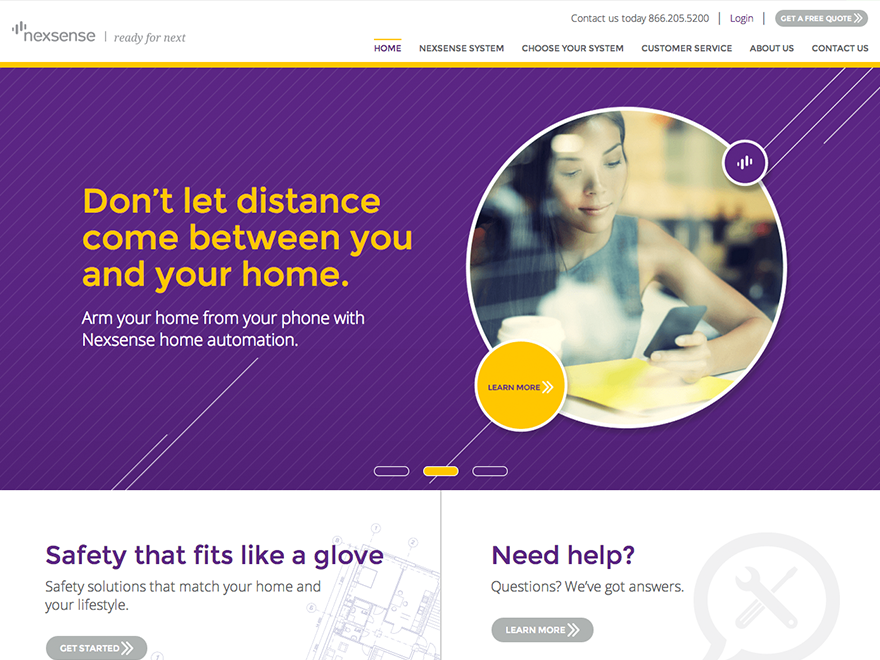 Contact us today 866.205.5200
Login
GET A FREE QUOTE
nexsense | ready for next
HOME
NEXSENSE SYSTEM
CHOOSE YOUR SYSTEM
CUSTOMER SERVICE
ABOUT US
CONTACT US
Don't let distance
come between you
and your home.
Arm your home from your phone with
Nexsense home automation.
LEARN MORE
Safety that fits like a glove
Safety solutions that match your home and
your lifestyle.
GET STARTED
Need help?
Questions? We've got answers.
LEARN MORE